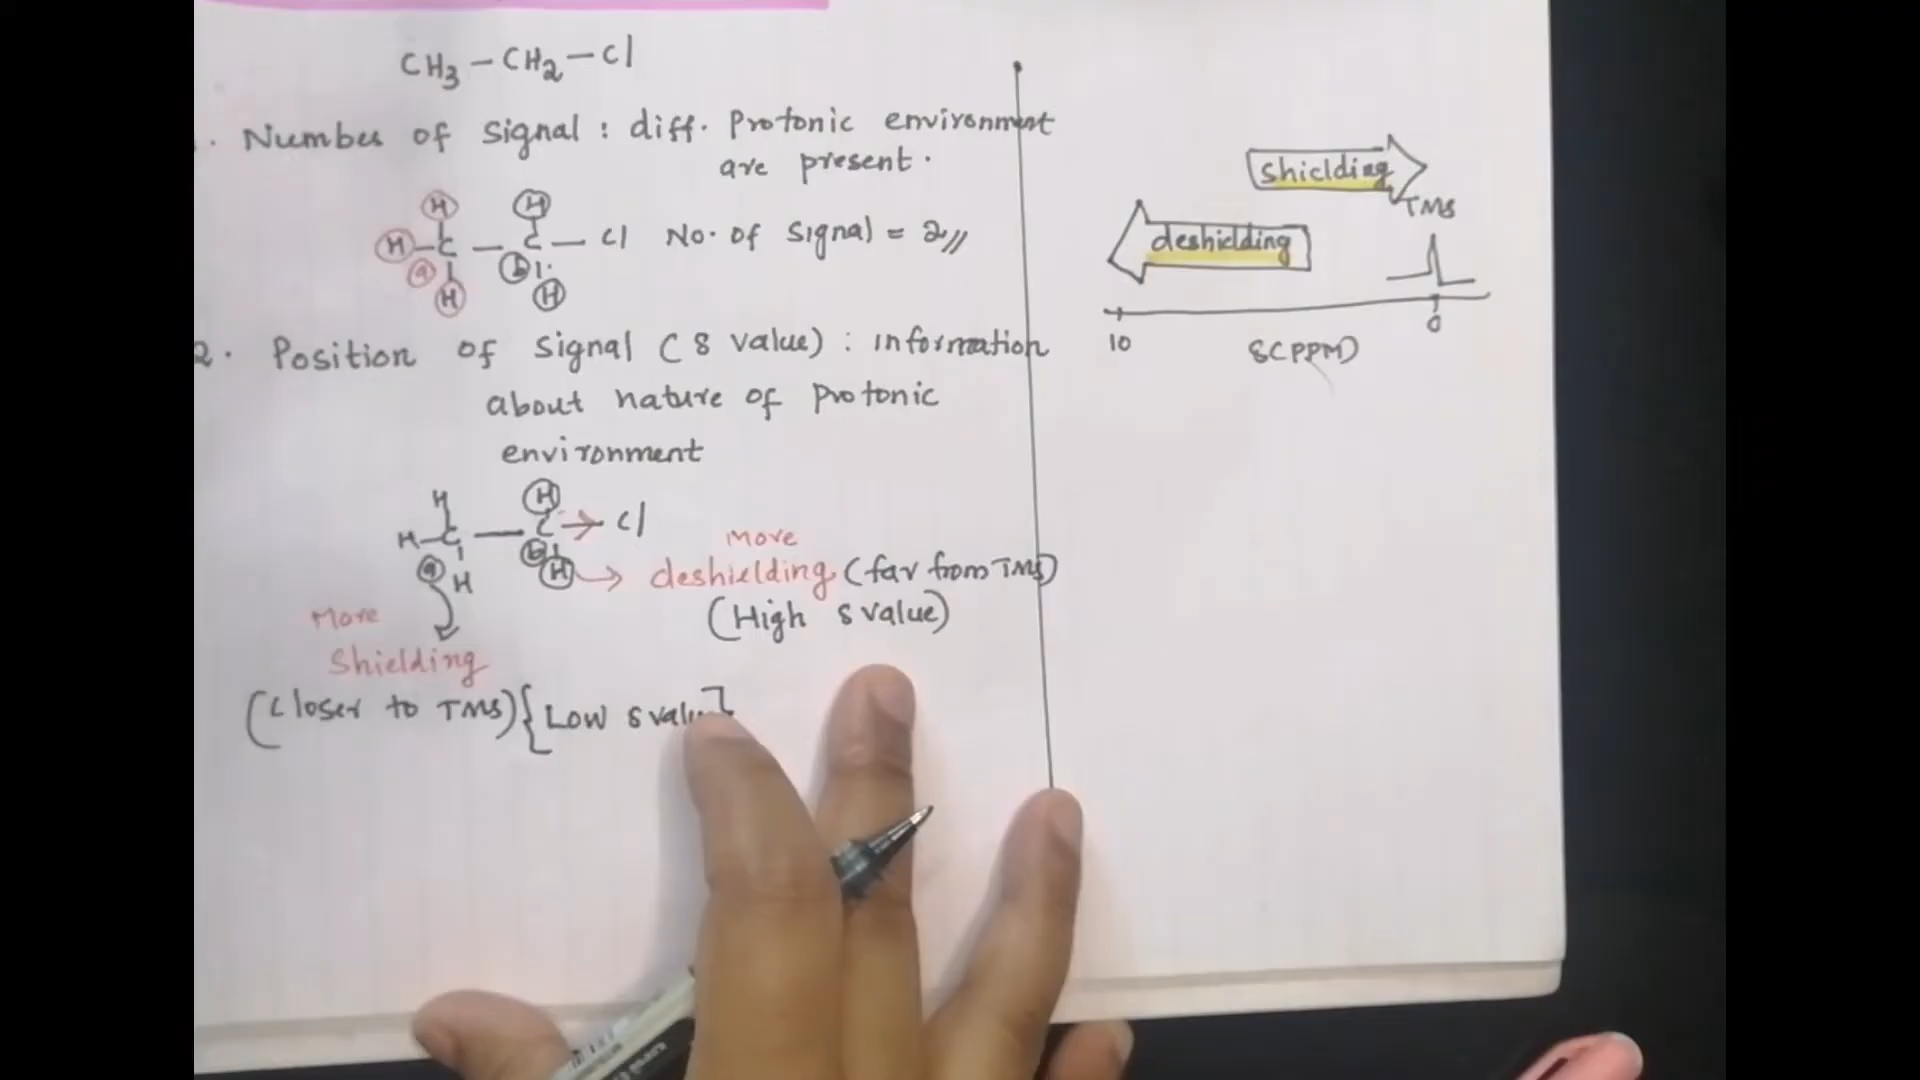 CH3 - CH2 - Cl
. Number of signal : diff. Protonic environment
are present.
H H
H - C - C - Cl No. of signal = 2//
a b
H H
2. Position of signal ( δ value) : information
about nature of Protonic
environment
H H
H - C - C → Cl
a b
H H → More deshielding (far from TMS)
(High δ value)
More
Shielding
(closer to TMS) {Low δ value}
shielding
TMS
deshielding
10 0
δ(PPM)